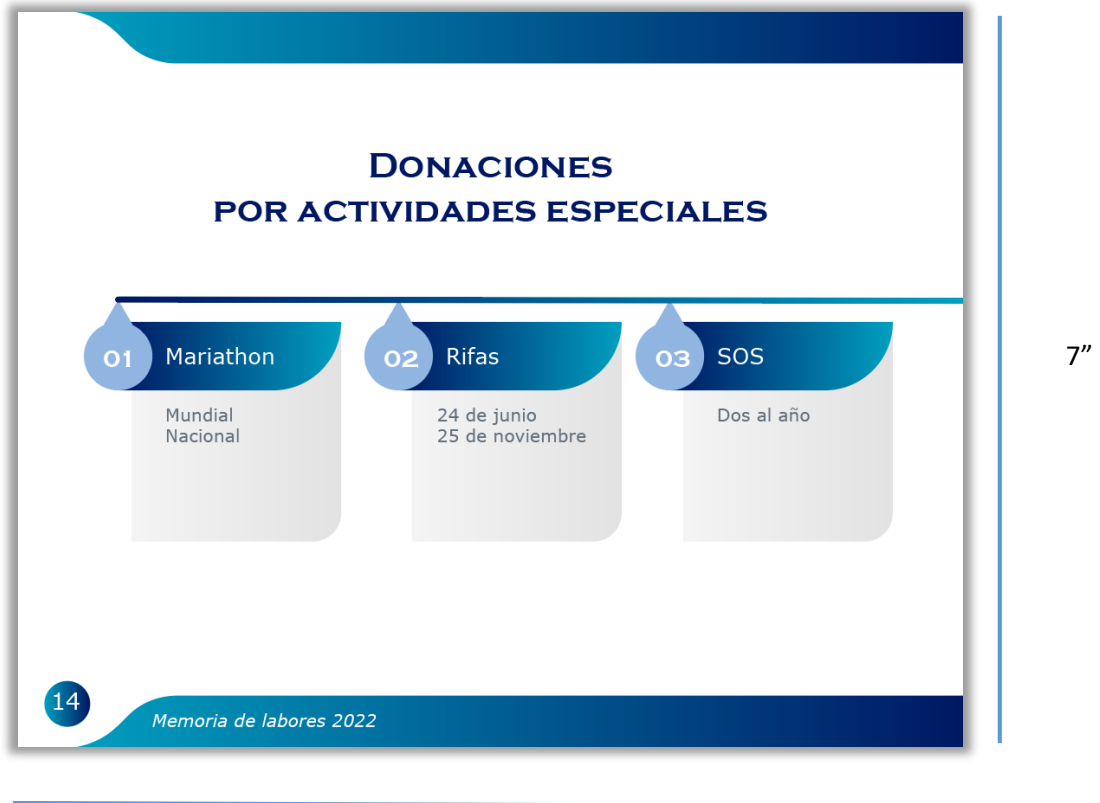 Donaciones
por actividades especiales
01
Mariathon
Mundial
Nacional
02
Rifas
24 de junio
25 de noviembre
03
SOS
Dos al año
7”
14
Memoria de labores 2022